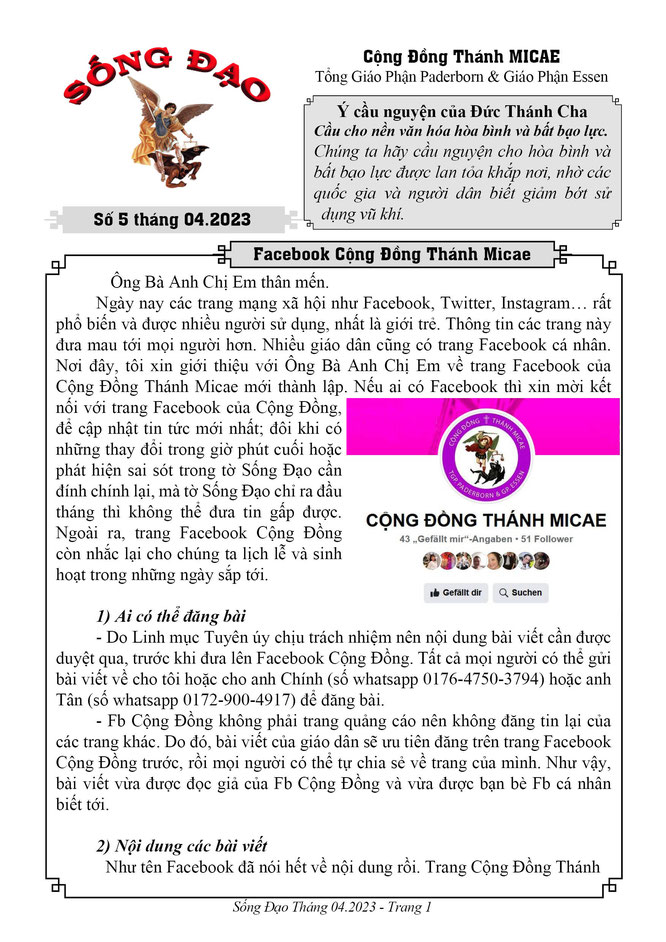 SỐNG ĐẠO
Số 5 tháng 04.2023
Cộng Đồng Thánh MICAE
Tổng Giáo Phận Paderborn & Giáo Phận Essen
Ý cầu nguyện của Đức Thánh Cha
Cầu cho nền văn hóa hòa bình và bất bạo lực.
Chúng ta hãy cầu nguyện cho hòa bình và
bất bạo lực được lan tỏa khắp nơi, nhờ các
quốc gia và người dân biết giảm bớt sử
dụng vũ khí.
Facebook Cộng Đồng Thánh Micae
Ông Bà Anh Chị Em thân mến.
Ngày nay các trang mạng xã hội như Facebook, Twitter, Instagram… rất
phổ biến và được nhiều người sử dụng, nhất là giới trẻ. Thông tin các trang này
đưa mau tới mọi người hơn. Nhiều giáo dân cũng có trang Facebook cá nhân.
Nơi đây, tôi xin giới thiệu với Ông Bà Anh Chị Em về trang Facebook của
Cộng Đồng Thánh Micae mới thành lập. Nếu ai có Facebook thì xin mời kết
nối với trang Facebook của Cộng Đồng,
để cập nhật tin tức mới nhất; đôi khi có
những thay đổi trong giờ phút cuối hoặc
phát hiện sai sót trong tờ Sống Đạo cần
đính chính lại, mà tờ Sống Đạo chỉ ra đầu
tháng thì không thể đưa tin gấp được.
Ngoài ra, trang Facebook Cộng Đồng
còn nhắc lại cho chúng ta lịch lễ và sinh
hoạt trong những ngày sắp tới.
CỘNG ĐỒNG THÁNH MICAE
TGP PADERBORN & GP ESSEN
CỘNG ĐỒNG THÁNH MICAE
43 „Gefällt mir“-Angaben • 51 Follower
Gefällt dir
Suchen
1) Ai có thể đăng bài
- Do Linh mục Tuyên úy chịu trách nhiệm nên nội dung bài viết cần được
duyệt qua, trước khi đưa lên Facebook Cộng Đồng. Tất cả mọi người có thể gửi
bài viết về cho tôi hoặc cho anh Chính (số whatsapp 0176-4750-3794) hoặc anh
Tân (số whatsapp 0172-900-4917) để đăng bài.
- Fb Cộng Đồng không phải trang quảng cáo nên không đăng tin lại của
các trang khác. Do đó, bài viết của giáo dân sẽ ưu tiên đăng trên trang Facebook
Cộng Đồng trước, rồi mọi người có thể tự chia sẻ về trang của mình. Như vậy,
bài viết vừa được đọc giả của Fb Cộng Đồng và vừa được bạn bè Fb cá nhân
biết tới.
2) Nội dung các bài viết
Như tên Facebook đã nói hết về nội dung rồi. Trang Cộng Đồng Thánh
Sống Đạo Tháng 04.2023 - Trang 1